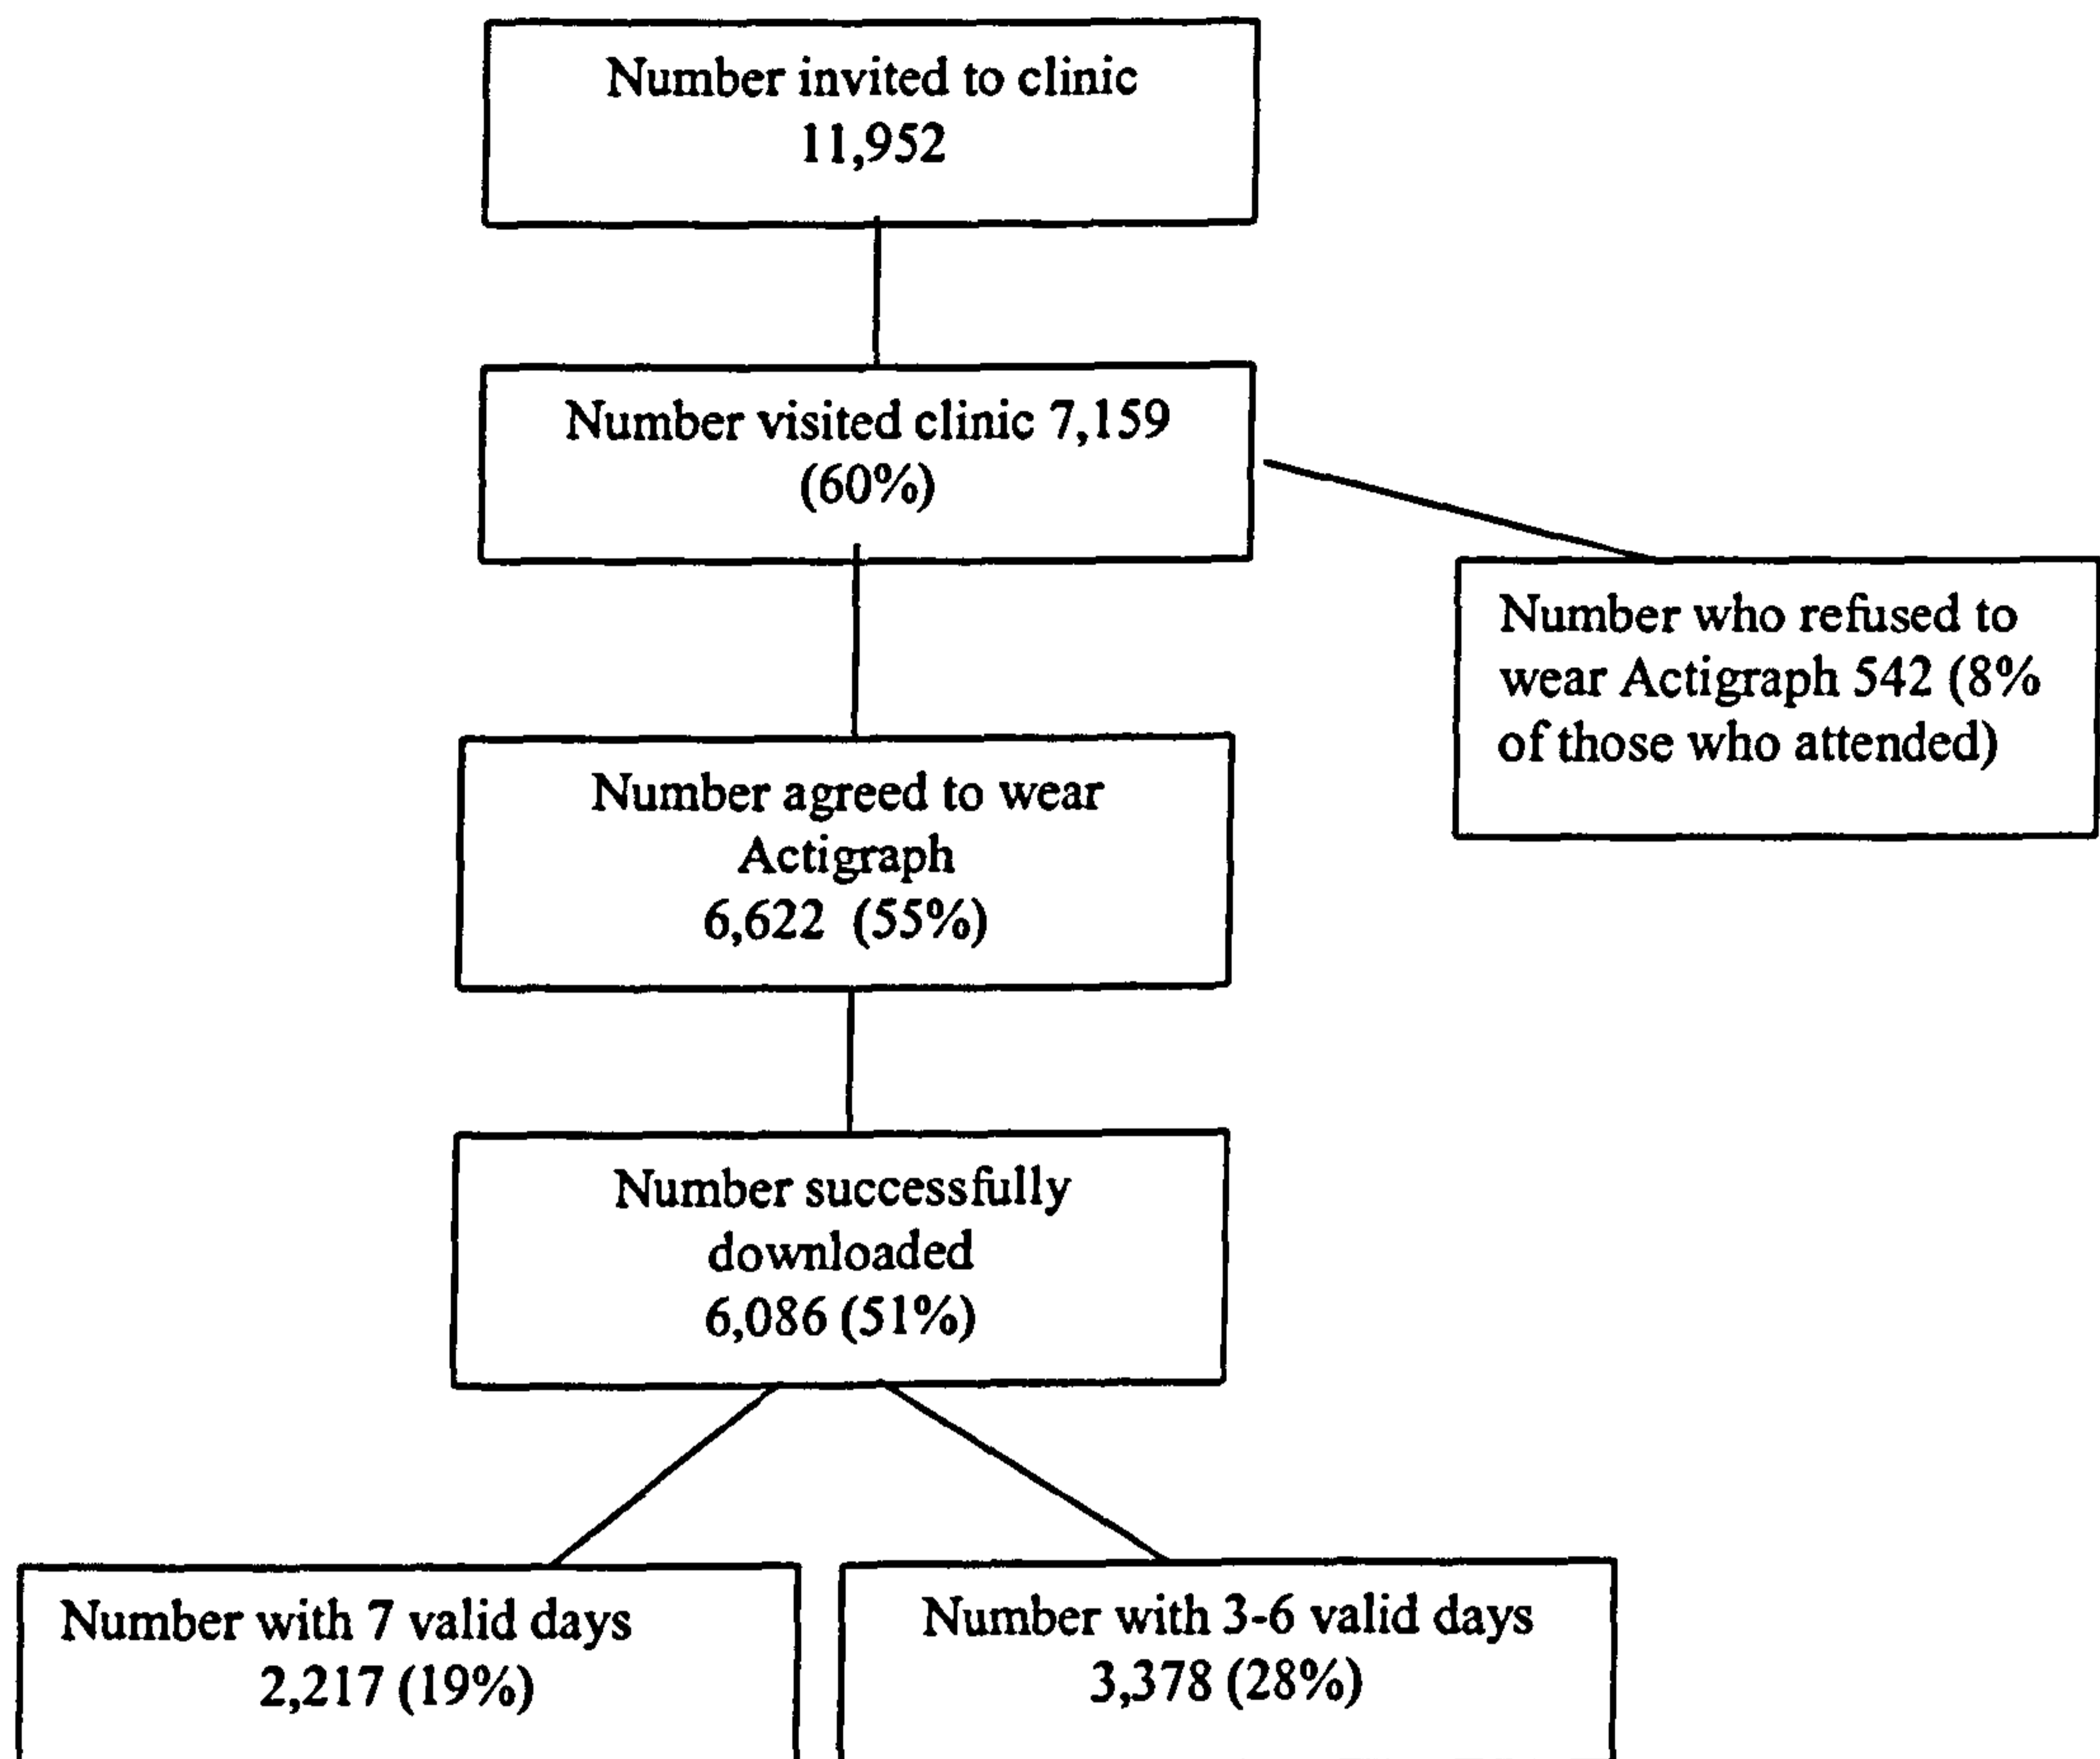 Number invited to clinic
11,952
Number visited clinic 7,159
(60%)
Number who refused to
wear Actigraph 542 (8%
of those who attended)
Number agreed to wear
Actigraph
6,622 (55%)
Number successfully
downloaded
6,086 (51%)
Number with 7 valid days
2,217 (19%)
Number with 3-6 valid days
3,378 (28%)